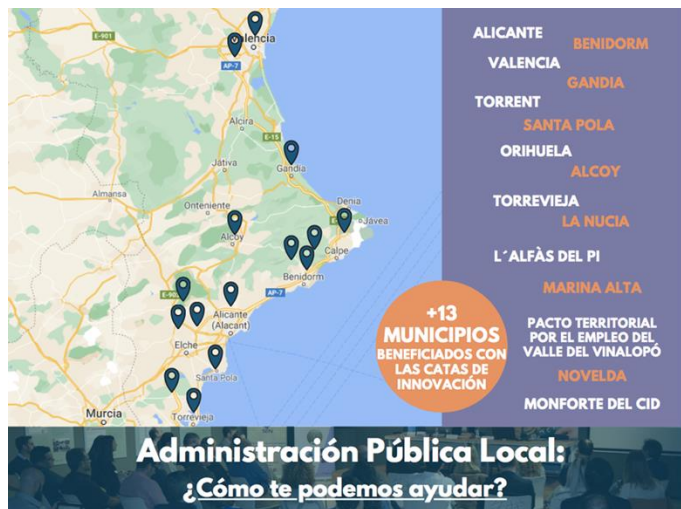 E-901
Valencia
AP-7
Alcira
E-15
Játiva
Gandia
Almansa
Onteniente
Denia
Jávea
Alcoy
Calpe
Benidorm
AP-7
Alicante
(Alacant)
Elche
Santa Pola
Murcia
Torrevieja
ALICANTE
BENIDORM
VALENCIA
GANDIA
TORRENT
SANTA POLA
ORIHUELA
ALCOY
TORREVIEJA
LA NUCIA
L´ALFÀS DEL PI
MARINA ALTA
PACTO TERRITORIAL
POR EL EMPLEO DEL
VALLE DEL VINALOPÓ
NOVELDA
MONFORTE DEL CID
+13
MUNICIPIOS
BENEFICIADOS CON
LAS CATAS DE
INNOVACIÓN
Administración Pública Local:
¿Cómo te podemos ayudar?